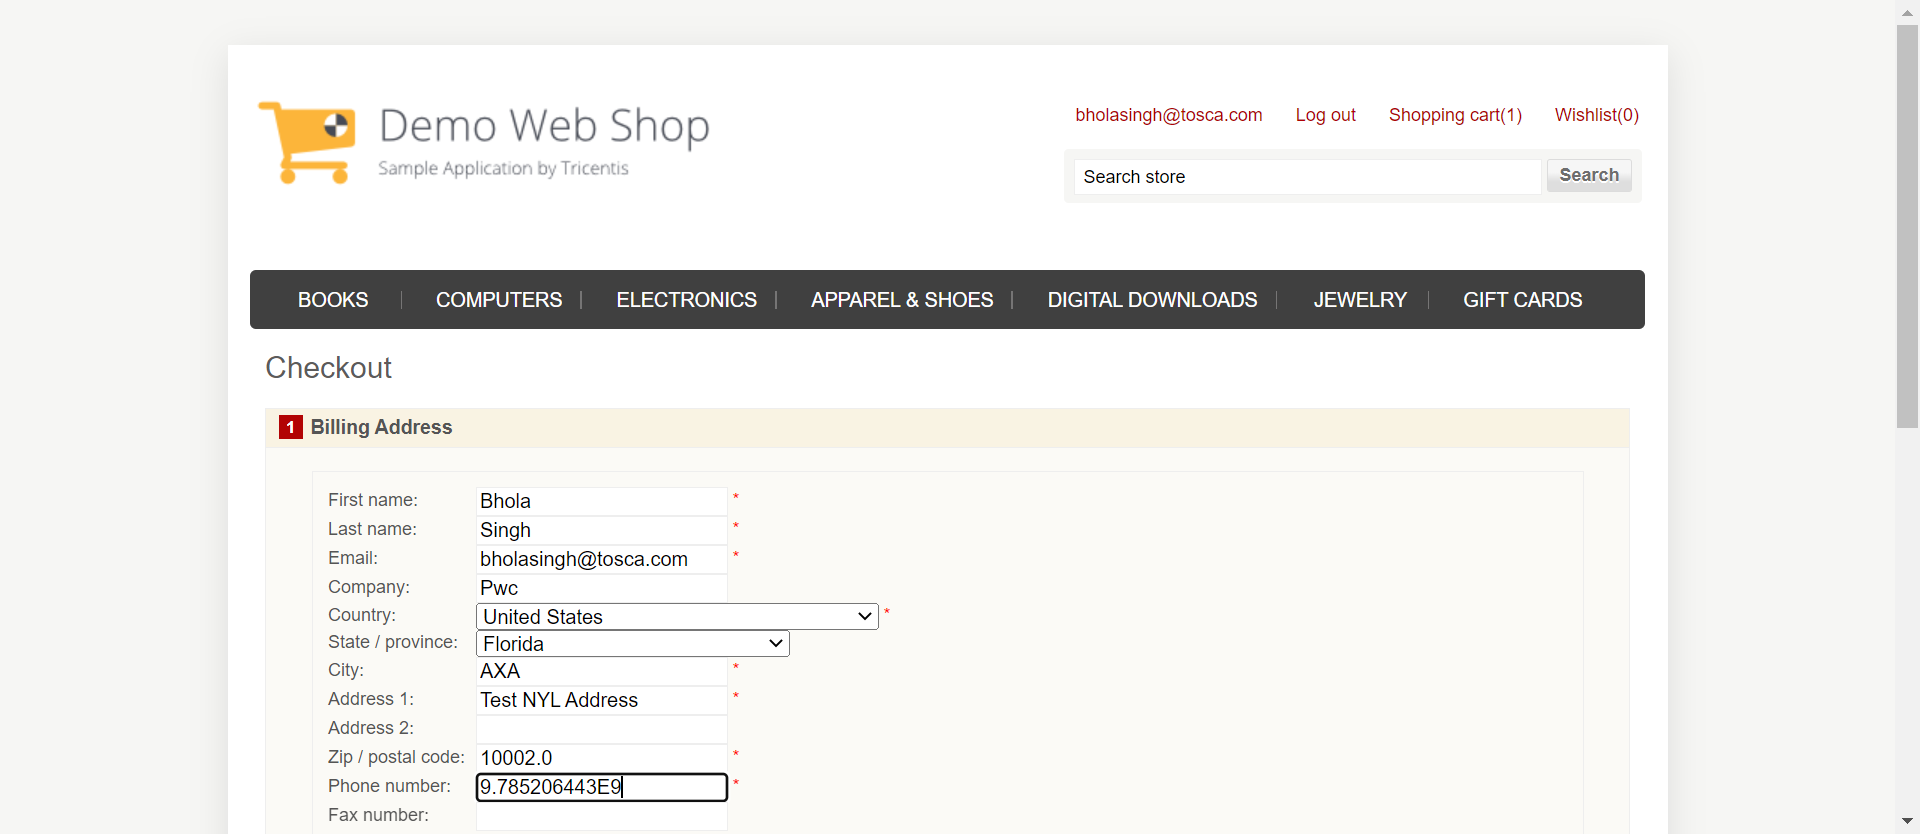 Demo Web Shop
Sample Application by Tricentis
bholasingh@tosca.com Log out Shopping cart(1) Wishlist(0)
Search store Search
BOOKS COMPUTERS ELECTRONICS APPAREL & SHOES DIGITAL DOWNLOADS JEWELRY GIFT CARDS
Checkout
1 Billing Address
First name: Bhola *
Last name: Singh *
Email: bholasingh@tosca.com *
Company: Pwc
Country: United States *
State / province: Florida
City: AXA *
Address 1: Test NYL Address *
Address 2:
Zip / postal code: 10002.0 *
Phone number: 9.785206443E9 *
Fax number: